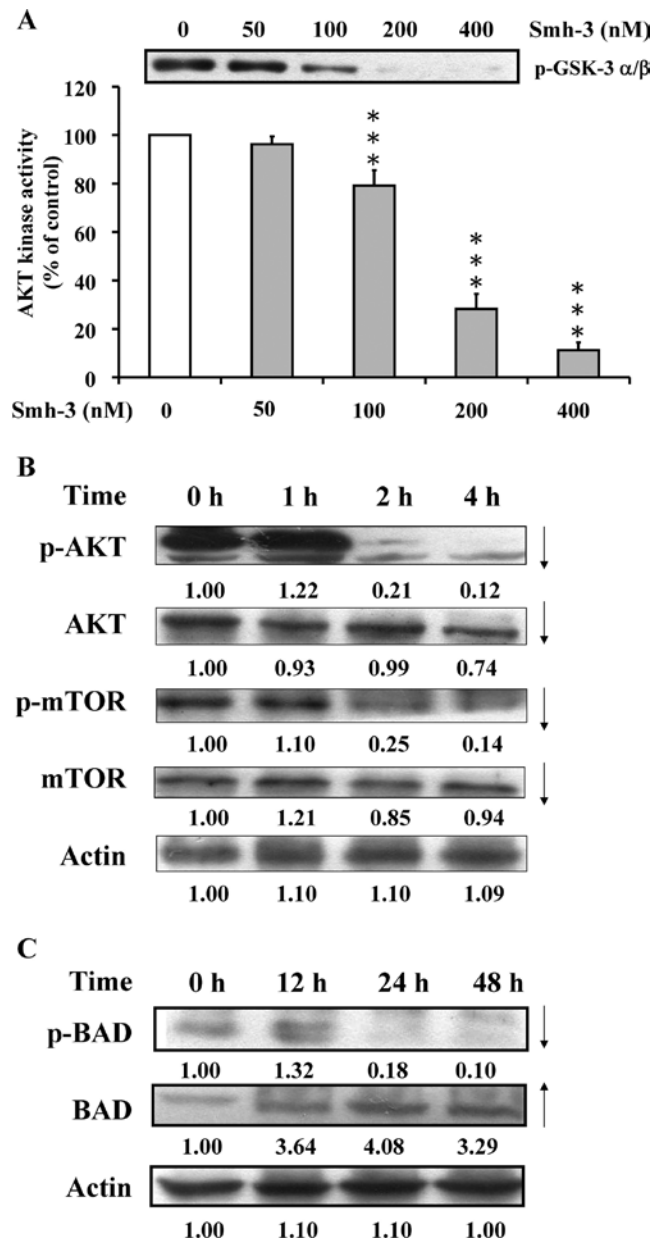 A
0 50 100 200 400 Smh-3 (nM)
p-GSK-3 α/β
120
100
80
60
40
20
0
AKT kinase activity
(% of control)
*** *** ***
Smh-3 (nM) 0 50 100 200 400
B
Time 0 h 1 h 2 h 4 h
p-AKT
1.00 1.22 0.21 0.12
AKT
1.00 0.93 0.99 0.74
p-mTOR
1.00 1.10 0.25 0.14
mTOR
1.00 1.21 0.85 0.94
Actin
1.00 1.10 1.10 1.09
C
Time 0 h 12 h 24 h 48 h
p-BAD
1.00 1.32 0.18 0.10
BAD
1.00 3.64 4.08 3.29
Actin
1.00 1.10 1.10 1.00